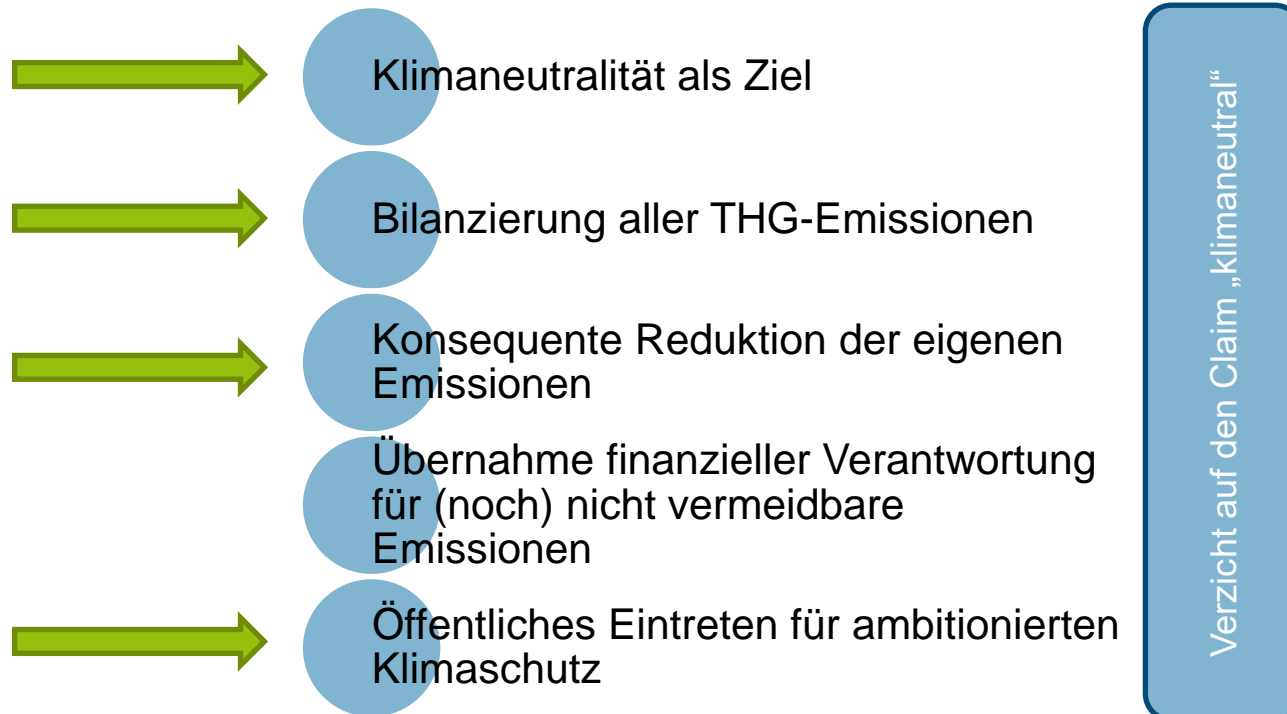 Klimaneutralität als Ziel
Bilanzierung aller THG-Emissionen
Konsequente Reduktion der eigenen
Emissionen
Übernahme finanzieller Verantwortung
für (noch) nicht vermeidbare
Emissionen
Öffentliches Eintreten für ambitionierten
Klimaschutz
Verzicht auf den Claim „klimaneutral“